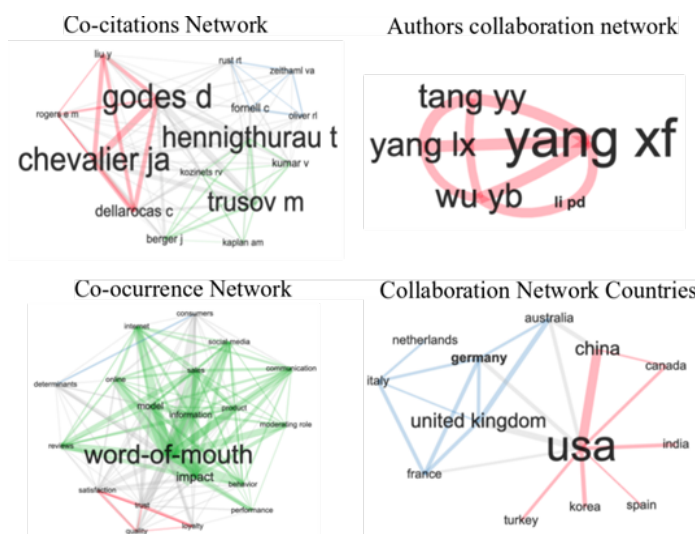 Co-citations Network
liu y
rust rt
zeithaml va
godes d
rogers e m
fornell c
oliver rl
hennigthurau t
chevalier ja
kumar v
kozinets rv
trusov m
dellarocas c
berger j
kaplan am
Authors collaboration network
tang yy
yang xf
yang lx
wu yb
li pd
Co-ocurrence Network
consumers
internet
social media
sales
communication
determinants
online
model
information
product
moderating role
reviews
word-of-mouth
impact
behavior
satisfaction
trust
performance
loyalty
quality
Collaboration Network Countries
australia
netherlands
germany
china
canada
italy
united kingdom
usa
india
france
spain
korea
turkey